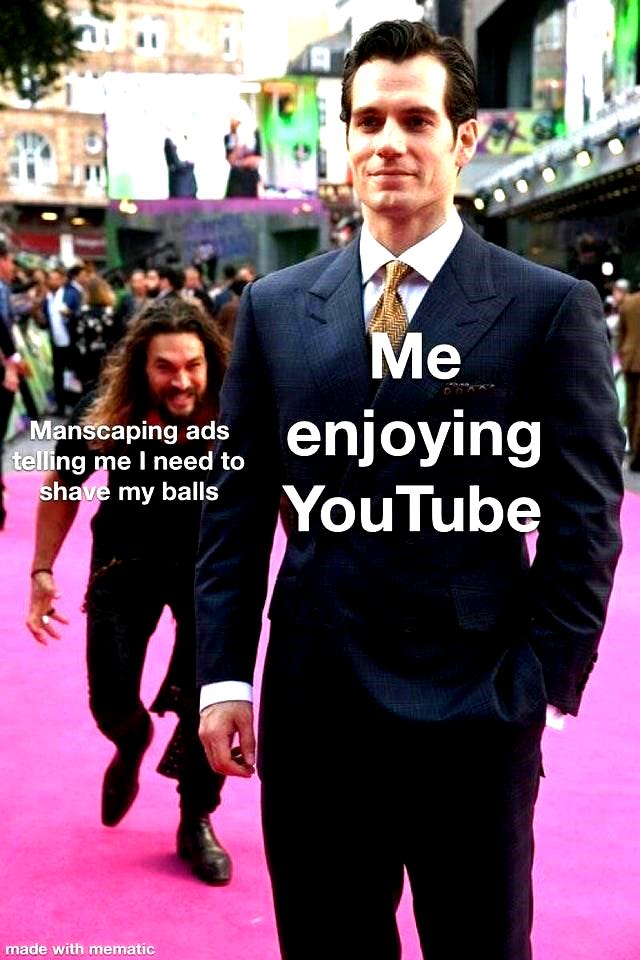 Me
enjoying
YouTube
Manscaping ads
telling me I need to
shave my balls
made with mematic